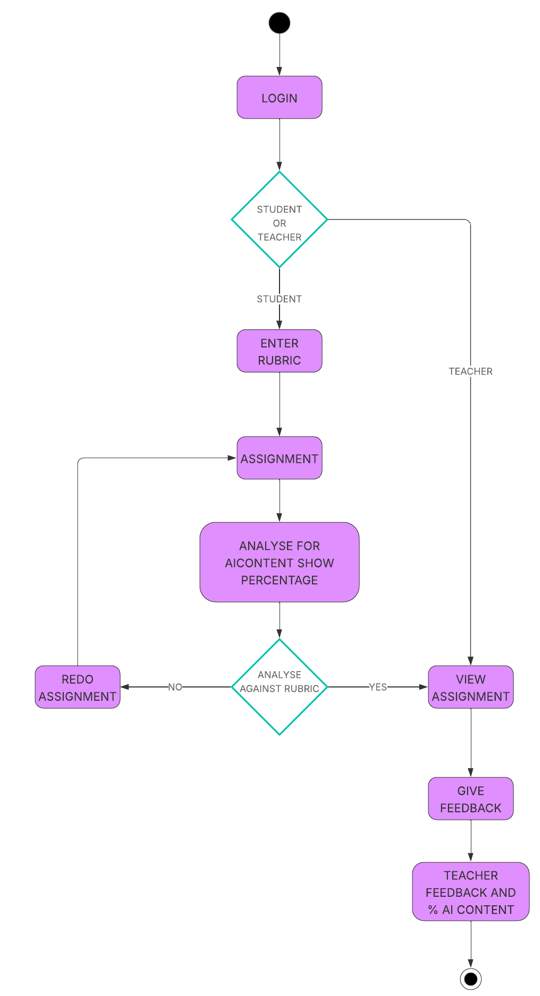 LOGIN
STUDENT
OR
TEACHER
STUDENT
ENTER
RUBRIC
TEACHER
ASSIGNMENT
ANALYSE FOR
AICONTENT SHOW
PERCENTAGE
REDO
ASSIGNMENT
NO
ANALYSE
AGAINST RUBRIC
YES
VIEW
ASSIGNMENT
GIVE
FEEDBACK
TEACHER
FEEDBACK AND
% AI CONTENT